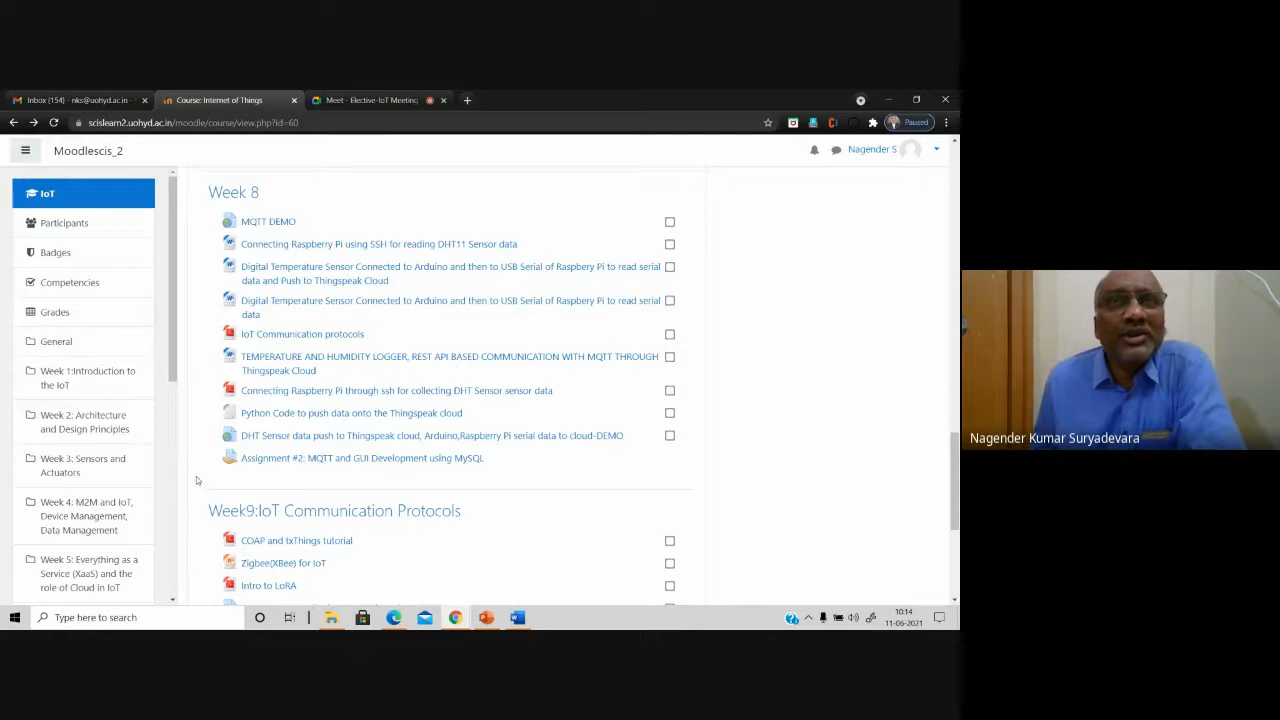 Inbox (154) - nks@uohyd.ac.in -
Course: Internet of Things
Meet - Elective-IoT Meeting
scislearn2.uohyd.ac.in/moodle/course/view.php?id=60
Paused
Moodlescis_2
Nagender S
IoT
Participants
Badges
Competencies
Grades
General
Week 1:Introduction to
the IoT
Week 2: Architecture
and Design Principles
Week 3: Sensors and
Actuators
Week 4: M2M and IoT,
Device Management,
Data Management
Week 5: Everything as a
Service (XaaS) and the
role of Cloud in IoT
Week 8
MQTT DEMO
Connecting Raspberry Pi using SSH for reading DHT11 Sensor data
Digital Temperature Sensor Connected to Arduino and then to USB Serial of Raspbery Pi to read serial
data and Push to Thingspeak Cloud
Digital Temperature Sensor Connected to Arduino and then to USB Serial of Raspbery Pi to read serial
data
IoT Communication protocols
TEMPERATURE AND HUMIDITY LOGGER, REST API BASED COMMUNICATION WITH MQTT THROUGH
Thingspeak Cloud
Connecting Raspberry Pi through ssh for collecting DHT Sensor sensor data
Python Code to push data onto the Thingspeak cloud
DHT Sensor data push to Thingspeak cloud, Arduino,Raspberry Pi serial data to cloud-DEMO
Assignment #2: MQTT and GUI Development using MySQL
Week9:IoT Communication Protocols
COAP and txThings tutorial
Zigbee(XBee) for IoT
Intro to LoRA
Nagender Kumar Suryadevara
Type here to search
10:14
11-06-2021